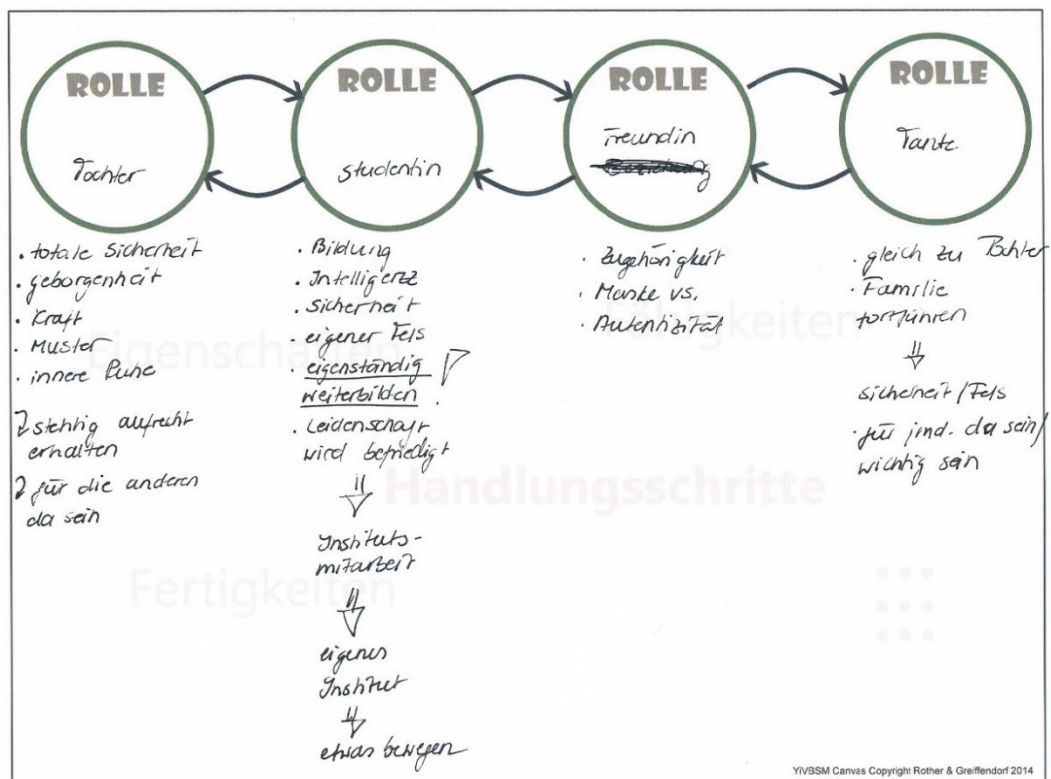 ROLLE
Tochter
. totale Sicherheit
. geborgenheit
. Kraft
. Muster
. innere Ruhe
stehtig aufrecht
erhalten
für die anderen
da sein
ROLLE
Studentin
. Bildung
. Intelligenz
. Sicherheit
. eigener Fels
. eigenständig
weiterbilden !
. Leidenschaft
wird befriedigt
Instituts-
mitarbeit
eigenes
Institut
etwas bewegen
ROLLE
Freundin
. Zugehörigkeit
. Maske vs.
. Autentizität
ROLLE
Tante
. gleich zu Tochter
. Familie
fortführen
sicherheit / Fels
. für jmd. da sein /
wichtig sein
Eigenschaften
Fähigkeiten
Handlungsschritte
Fertigkeiten
YiVBSM Canvas Copyright Rother & Greiffendorf 2014